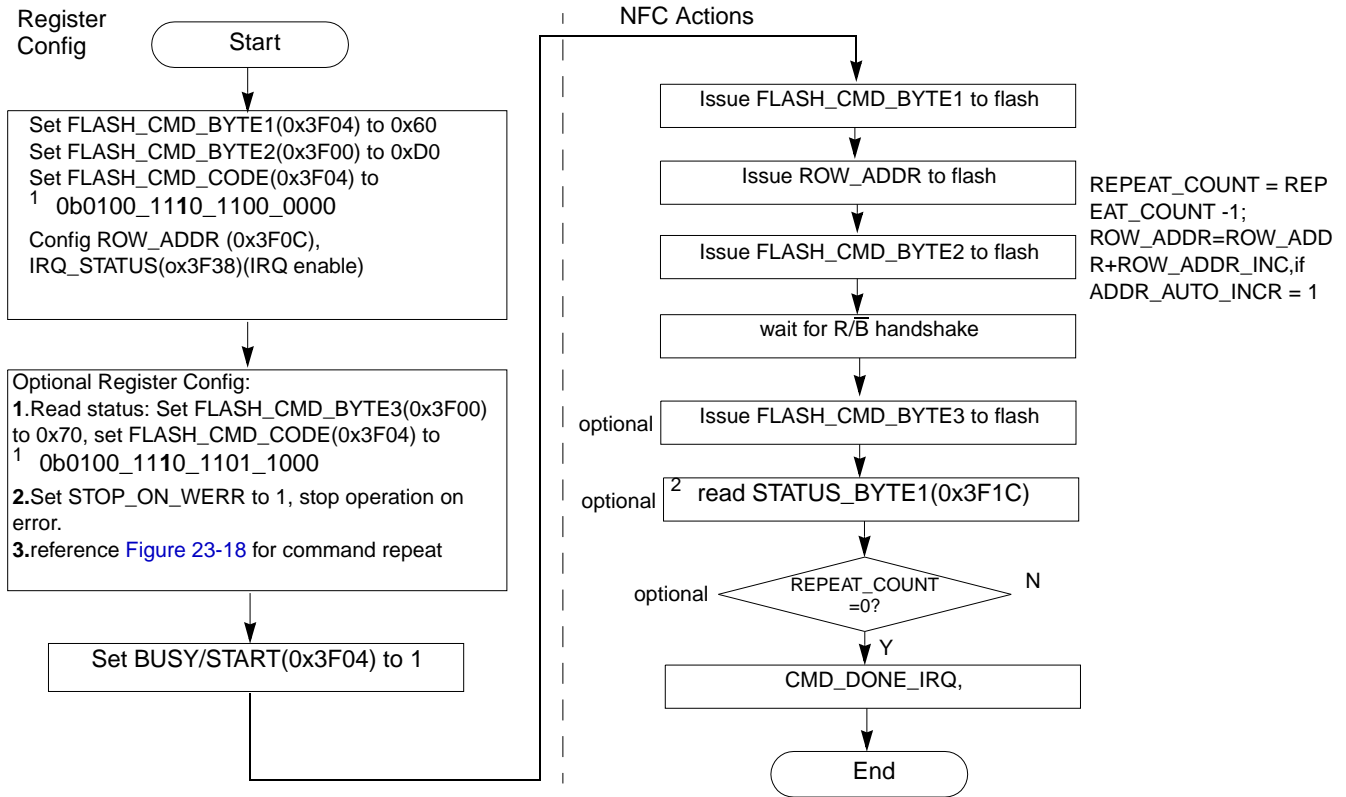 Register
Config
Start
Set FLASH_CMD_BYTE1(0x3F04) to 0x60
Set FLASH_CMD_BYTE2(0x3F00) to 0xD0
Set FLASH_CMD_CODE(0x3F04) to
1 0b0100_1110_1100_0000
Config ROW_ADDR (0x3F0C),
IRQ_STATUS(ox3F38)(IRQ enable)
Optional Register Config:
1.Read status: Set FLASH_CMD_BYTE3(0x3F00)
to 0x70, set FLASH_CMD_CODE(0x3F04) to
1 0b0100_1110_1101_1000
2.Set STOP_ON_WERR to 1, stop operation on
error.
3.reference Figure 23-18 for command repeat
Set BUSY/START(0x3F04) to 1
NFC Actions
Issue FLASH_CMD_BYTE1 to flash
Issue ROW_ADDR to flash
Issue FLASH_CMD_BYTE2 to flash
wait for R/B̅ handshake
optional
Issue FLASH_CMD_BYTE3 to flash
optional
2 read STATUS_BYTE1(0x3F1C)
optional
REPEAT_COUNT
=0?
N
Y
CMD_DONE_IRQ,
End
REPEAT_COUNT = REP
EAT_COUNT -1;
ROW_ADDR=ROW_ADD
R+ROW_ADDR_INC,if
ADDR_AUTO_INCR = 1